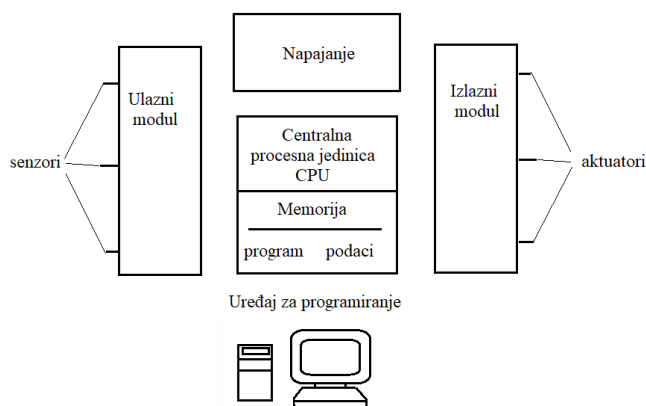 Napajanje
Ulazni
modul
Izlazni
modul
Centralna
procesna jedinica
CPU
senzori
aktuatori
Memorija
program podaci
Uređaj za programiranje